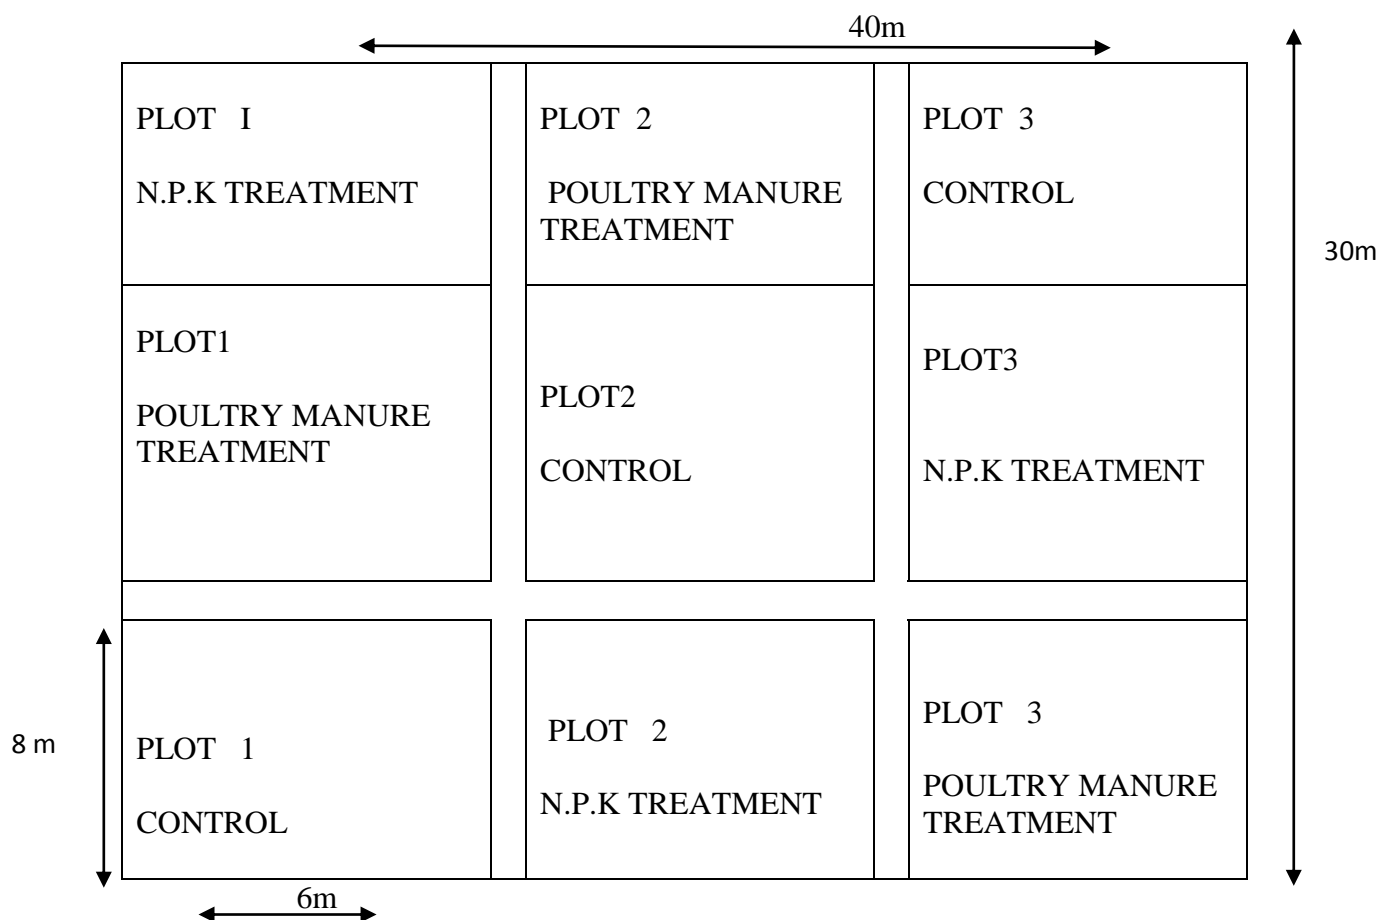 40m
PLOT I
N.P.K TREATMENT
PLOT 2
POULTRY MANURE
TREATMENT
PLOT 3
CONTROL
30m
PLOT1
POULTRY MANURE
TREATMENT
PLOT2
CONTROL
PLOT3
N.P.K TREATMENT
8 m
PLOT 1
CONTROL
PLOT 2
N.P.K TREATMENT
PLOT 3
POULTRY MANURE
TREATMENT
6m